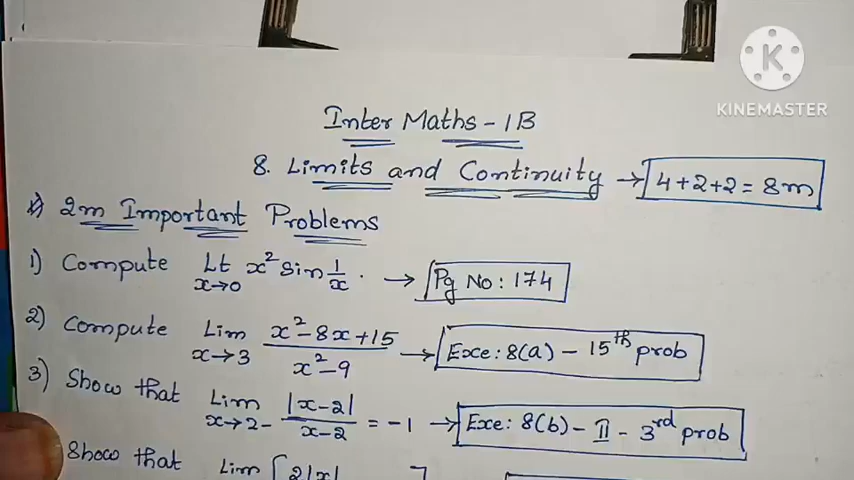 KINEMASTER
Inter Maths - 1B
8. Limits and Continuity → 4+2+2 = 8m
2m Important Problems
1) Compute Lt x→0 x² sin 1/x. → Pg No: 174
2) Compute Lim x→3 x²-8x+15 / x²-9 → Exe: 8(a) - 15th prob
3) Show that Lim x→2- |x-2| / x-2 = -1 → Exe: 8(b) - II - 3rd prob
Show that Lim [ 2|x| ]